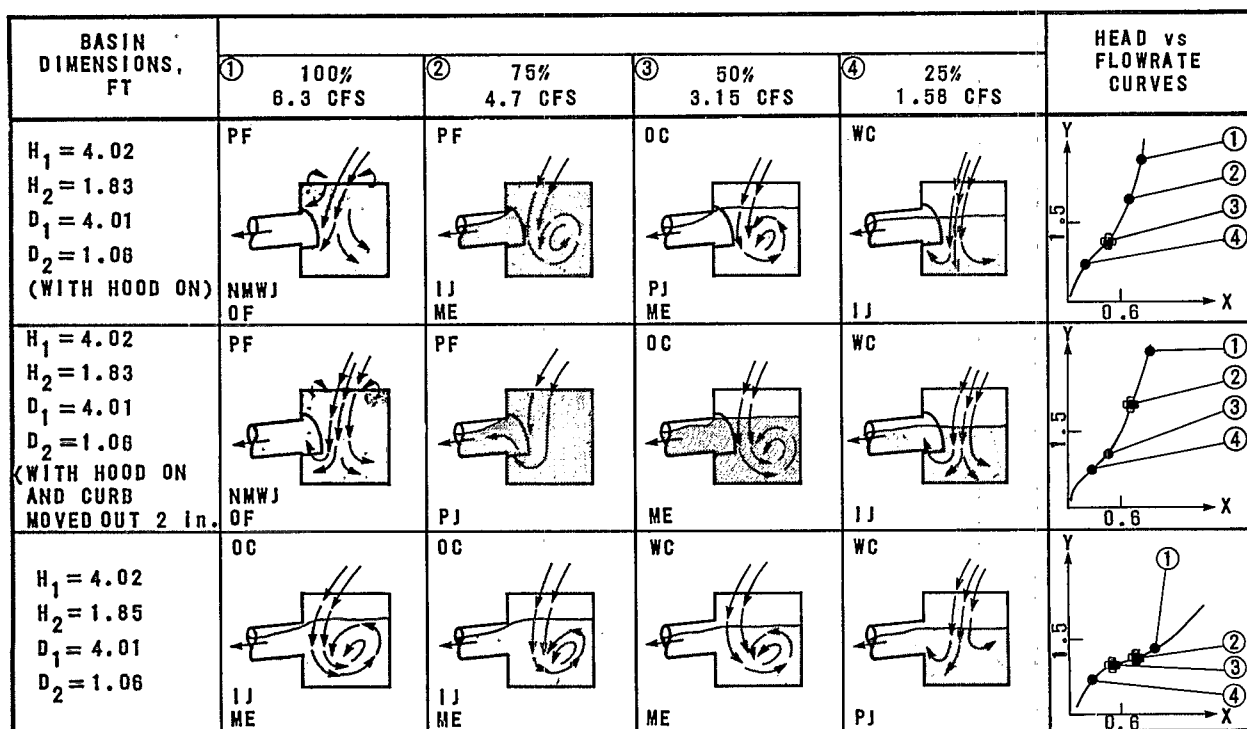 BASIN
DIMENSIONS,
FT
① 100%
6.3 CFS
② 75%
4.7 CFS
③ 50%
3.15 CFS
④ 25%
1.58 CFS
HEAD vs
FLOWRATE
CURVES
H1 = 4.02
H2 = 1.83
D1 = 4.01
D2 = 1.06
(WITH HOOD ON)
PF
NMWJ
OF
PF
IJ
ME
OC
PJ
ME
WC
IJ
Y
1.5
0.6
X
①
②
③
④
H1 = 4.02
H2 = 1.83
D1 = 4.01
D2 = 1.06
(WITH HOOD ON
AND CURB
MOVED OUT 2 in.
PF
NMWJ
OF
PF
PJ
OC
ME
WC
IJ
Y
1.5
0.6
X
①
②
③
④
H1 = 4.02
H2 = 1.85
D1 = 4.01
D2 = 1.06
OC
IJ
ME
OC
IJ
ME
WC
ME
WC
PJ
Y
1.5
0.6
X
①
②
③
④